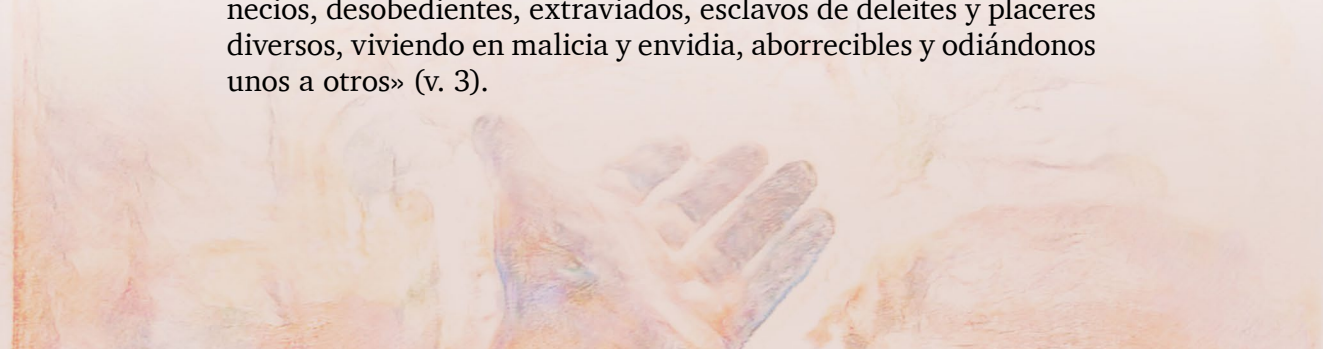 necios, desobedientes, extraviados, esclavos de deleites y placeres
diversos, viviendo en malicia y envidia, aborrecibles y odiándonos
unos a otros» (v. 3).